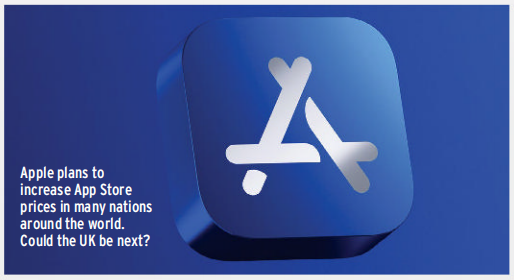 Apple plans to
increase App Store
prices in many nations
around the world.
Could the UK be next?